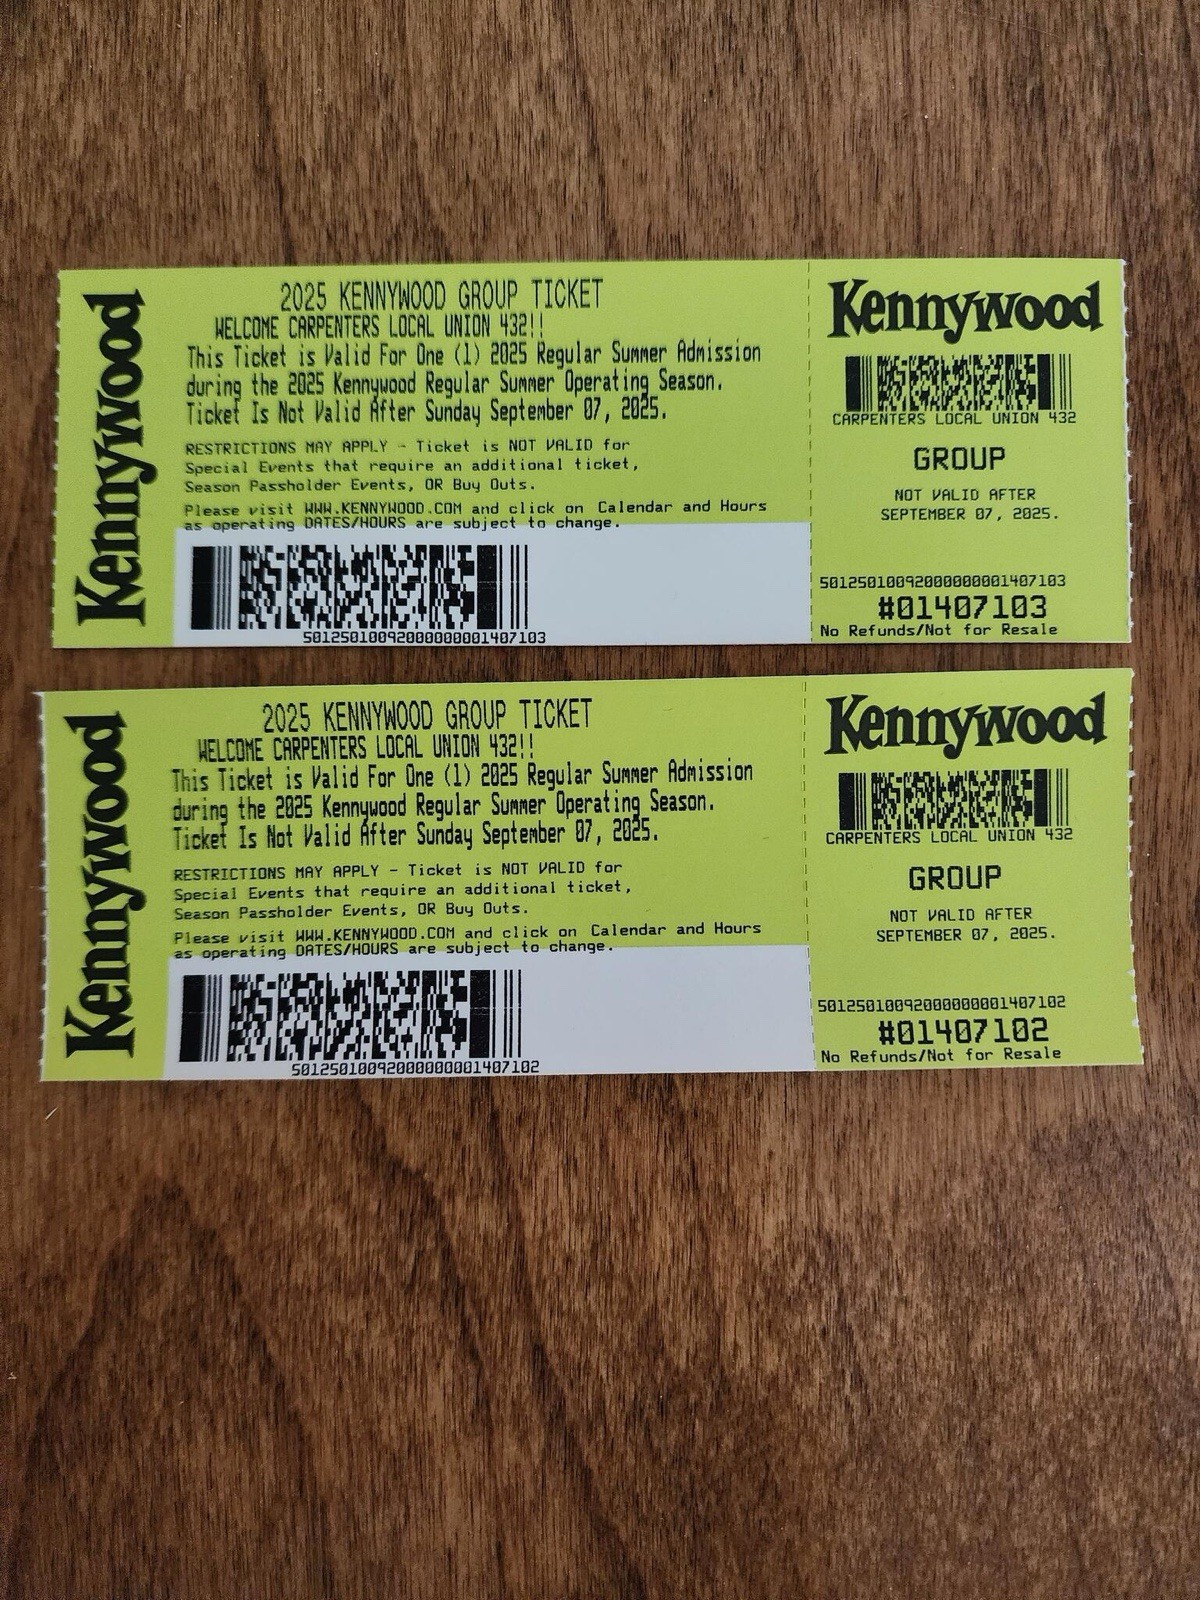 Kennywood
2025 KENNYWOOD GROUP TICKET
WELCOME CARPENTERS LOCAL UNION 432!!
This Ticket is Valid For One (1) 2025 Regular Summer Admission
during the 2025 Kennywood Regular Summer Operating Season.
Ticket Is Not Valid After Sunday September 07, 2025.
RESTRICTIONS MAY APPLY - Ticket is NOT VALID for
Special Events that require an additional ticket,
Season Passholder Events, OR Buy Outs.
Please visit WWW.KENNYWOOD.COM and click on Calendar and Hours
as operating DATES/HOURS are subject to change.
50125010092000000001407103
Kennywood
CARPENTERS LOCAL UNION 432
GROUP
NOT VALID AFTER
SEPTEMBER 07, 2025.
50125010092000000001407103
#01407103
No Refunds/Not for Resale
Kennywood
2025 KENNYWOOD GROUP TICKET
WELCOME CARPENTERS LOCAL UNION 432!!
This Ticket is Valid For One (1) 2025 Regular Summer Admission
during the 2025 Kennywood Regular Summer Operating Season.
Ticket Is Not Valid After Sunday September 07, 2025.
RESTRICTIONS MAY APPLY - Ticket is NOT VALID for
Special Events that require an additional ticket,
Season Passholder Events, OR Buy Outs.
Please visit WWW.KENNYWOOD.COM and click on Calendar and Hours
as operating DATES/HOURS are subject to change.
50125010092000000001407102
Kennywood
CARPENTERS LOCAL UNION 432
GROUP
NOT VALID AFTER
SEPTEMBER 07, 2025.
50125010092000000001407102
#01407102
No Refunds/Not for Resale